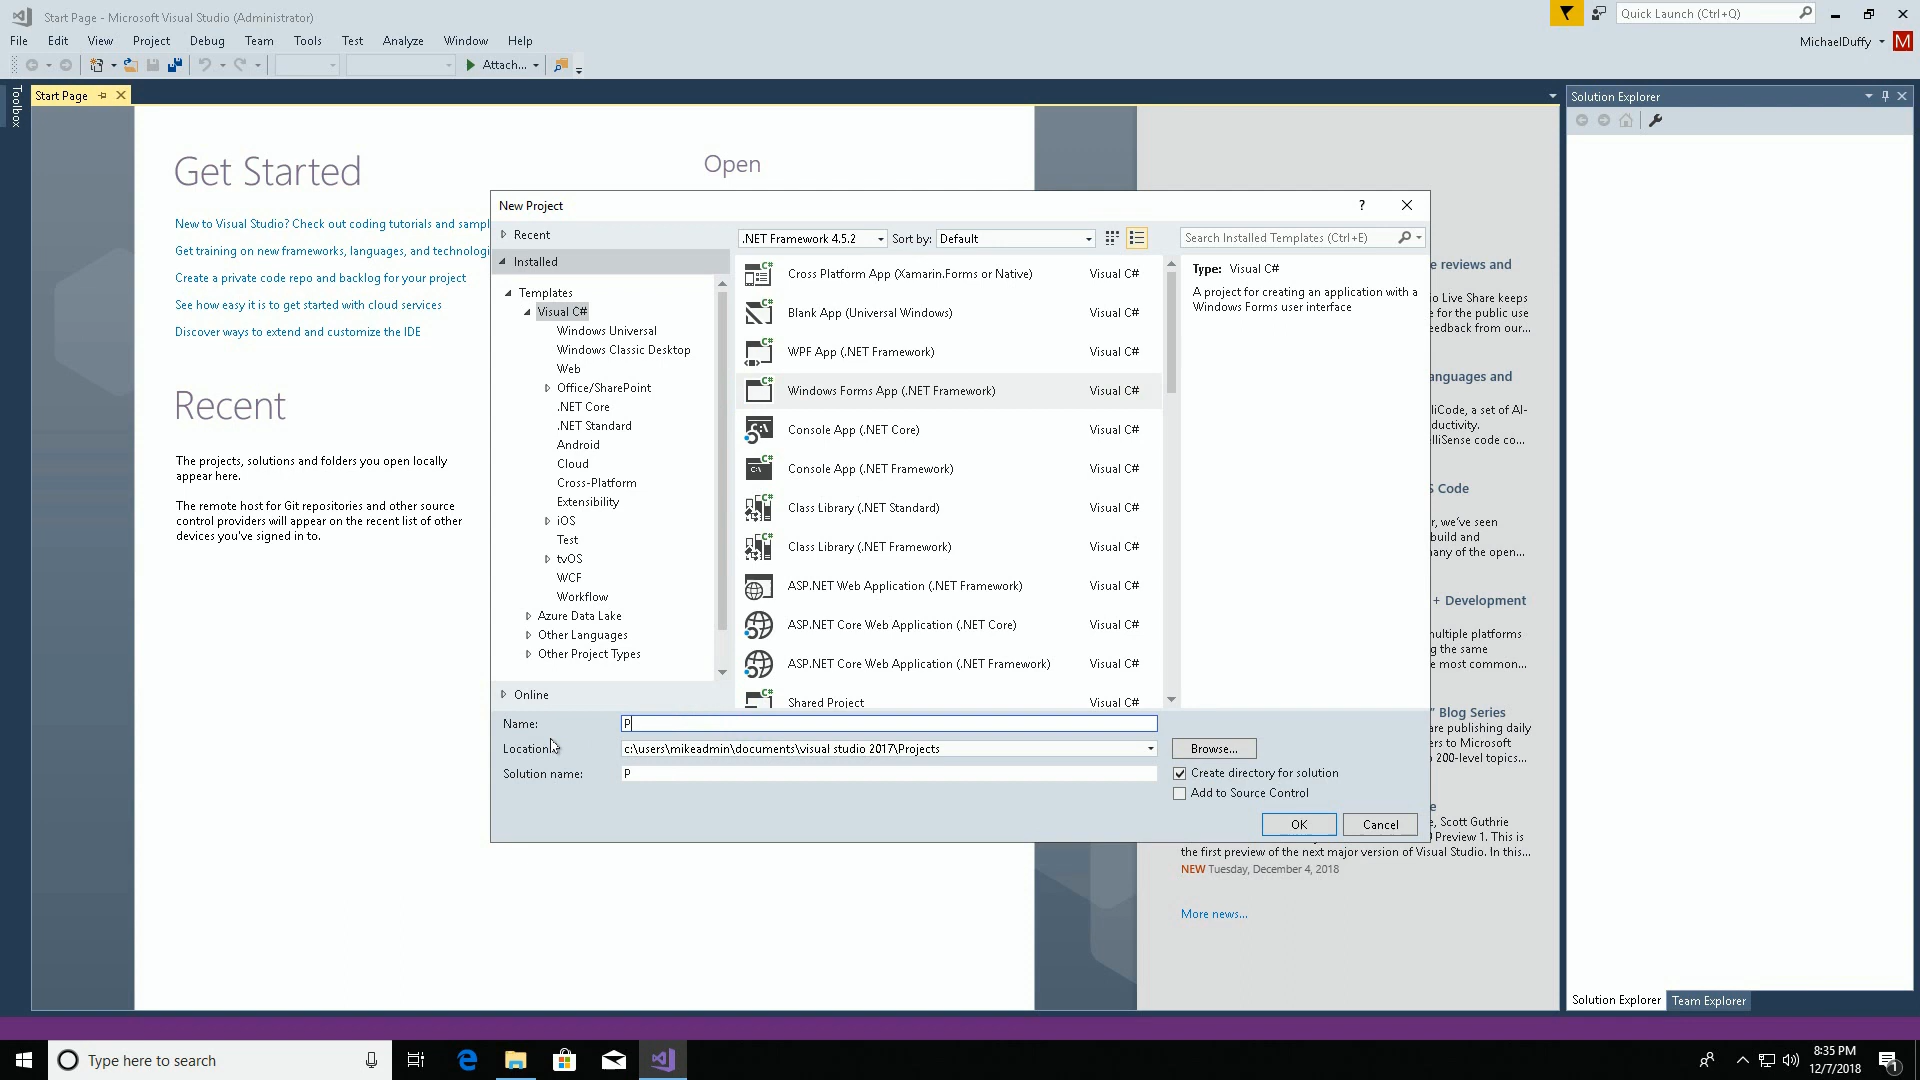 Start Page - Microsoft Visual Studio (Administrator)
Quick Launch (Ctrl+Q)
File Edit View Project Debug Team Tools Test Analyze Window Help
MichaelDuffy M
Attach...
Toolbox
Start Page
Solution Explorer
Get Started
Open
New to Visual Studio? Check out coding tutorials and sampl
Get training on new frameworks, languages, and technologi
Create a private code repo and backlog for your project
See how easy it is to get started with cloud services
Discover ways to extend and customize the IDE
Recent
The projects, solutions and folders you open locally
appear here.
The remote host for Git repositories and other source
control providers will appear on the recent list of other
devices you've signed in to.
New Project
?
Recent
Installed
Templates
Visual C#
Windows Universal
Windows Classic Desktop
Web
Office/SharePoint
.NET Core
.NET Standard
Android
Cloud
Cross-Platform
Extensibility
iOS
Test
tvOS
WCF
Workflow
Azure Data Lake
Other Languages
Other Project Types
Online
.NET Framework 4.5.2 Sort by: Default
Search Installed Templates (Ctrl+E)
Cross Platform App (Xamarin.Forms or Native) Visual C#
Blank App (Universal Windows) Visual C#
WPF App (.NET Framework) Visual C#
Windows Forms App (.NET Framework) Visual C#
Console App (.NET Core) Visual C#
Console App (.NET Framework) Visual C#
Class Library (.NET Standard) Visual C#
Class Library (.NET Framework) Visual C#
ASP.NET Web Application (.NET Framework) Visual C#
ASP.NET Core Web Application (.NET Core) Visual C#
ASP.NET Core Web Application (.NET Framework) Visual C#
Shared Project Visual C#
Type: Visual C#
A project for creating an application with a
Windows Forms user interface
Name: P
Location: c:\users\mikeadmin\documents\visual studio 2017\Projects
Browse...
Solution name: P
Create directory for solution
Add to Source Control
OK Cancel
e reviews and
o Live Share keeps
e for the public use
eedback from our...
anguages and
lliCode, a set of AI-
ductivity.
elliSense code co...
S Code
r, we've seen
build and
many of the open...
+ Development
nultiple platforms
g the same
e most common...
" Blog Series
are publishing daily
ers to Microsoft
200-level topics...
e
e, Scott Guthrie
Preview 1. This is
the first preview of the next major version of Visual Studio. In this...
NEW Tuesday, December 4, 2018
More news...
Solution Explorer Team Explorer
Type here to search
8:35 PM
12/7/2018
1